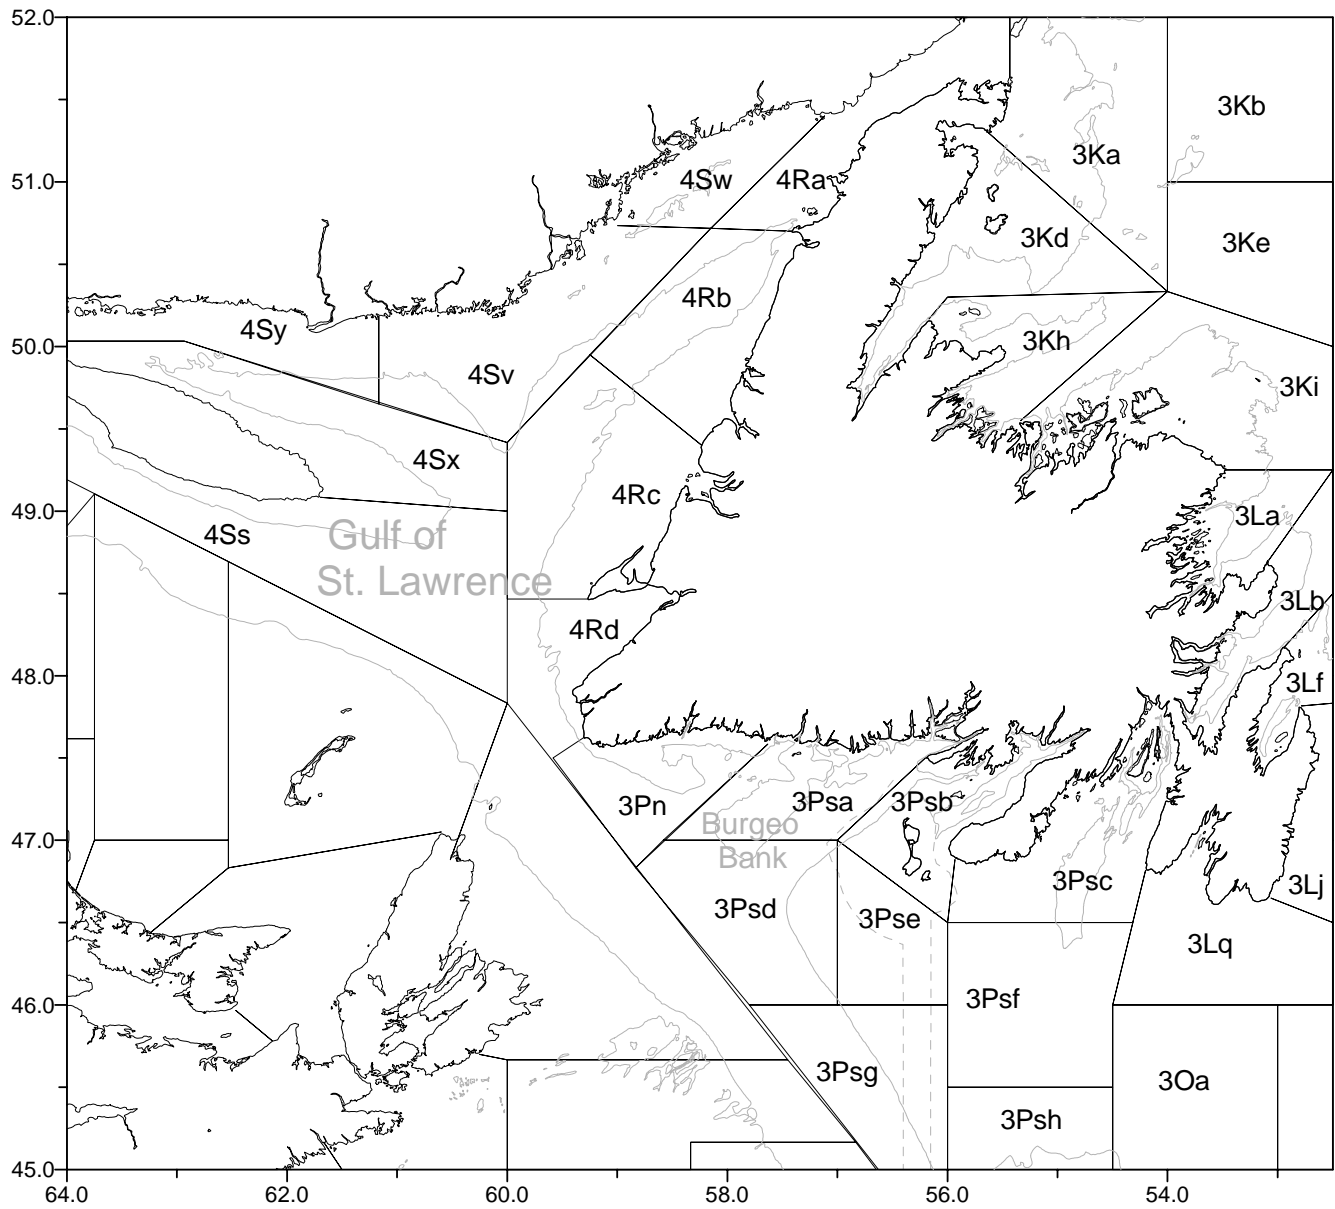 52.0
3Kb
3Ka
51.0
4Sw
4Ra
3Kd
3Ke
4Rb
4Sy
3Kh
50.0
4Sv
3Ki
4Sx
4Rc
49.0
3La
4Ss
Gulf of
St. Lawrence
3Lb
4Rd
48.0
3Lf
3Pn
3Psa
3Psb
Burgeo
Bank
47.0
3Psc
3Lj
3Psd
3Pse
3Lq
46.0
3Psf
3Psg
3Oa
3Psh
45.0
64.0 62.0 60.0 58.0 56.0 54.0